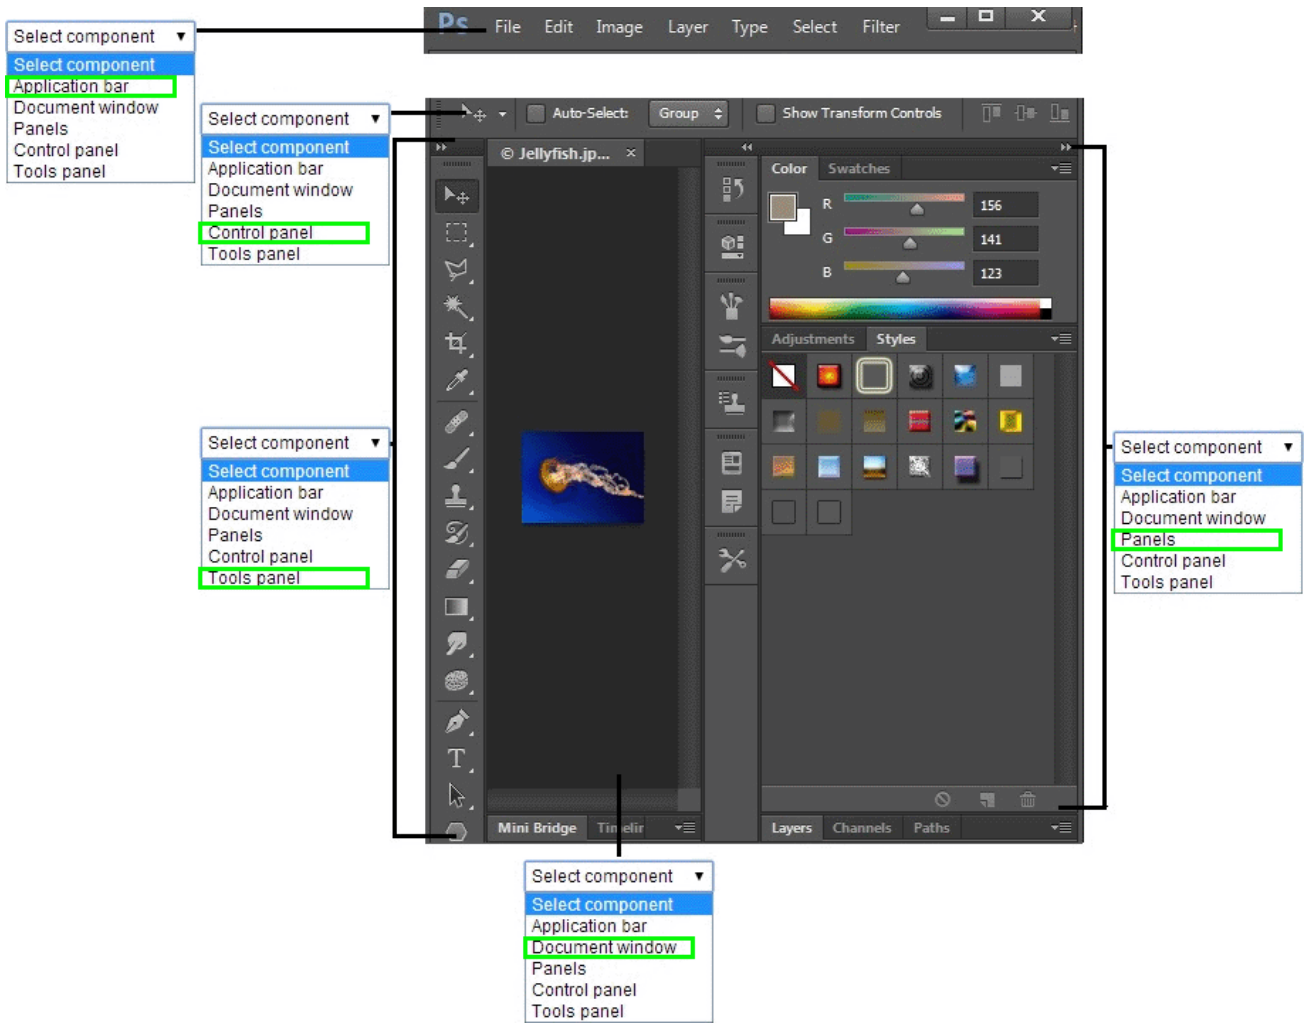 Select component
Select component
Application bar
Document window
Panels
Control panel
Tools panel
Ps File Edit Image Layer Type Select Filter
Select component
Select component
Application bar
Document window
Panels
Control panel
Tools panel
Auto-Select: Group Show Transform Controls
© Jellyfish.jp... ×
Color Swatches
R 156
G 141
B 123
Adjustments Styles
Select component
Select component
Application bar
Document window
Panels
Control panel
Tools panel
T
Mini Bridge Timelir
Layers Channels Paths
Select component
Select component
Application bar
Document window
Panels
Control panel
Tools panel
Select component
Select component
Application bar
Document window
Panels
Control panel
Tools panel